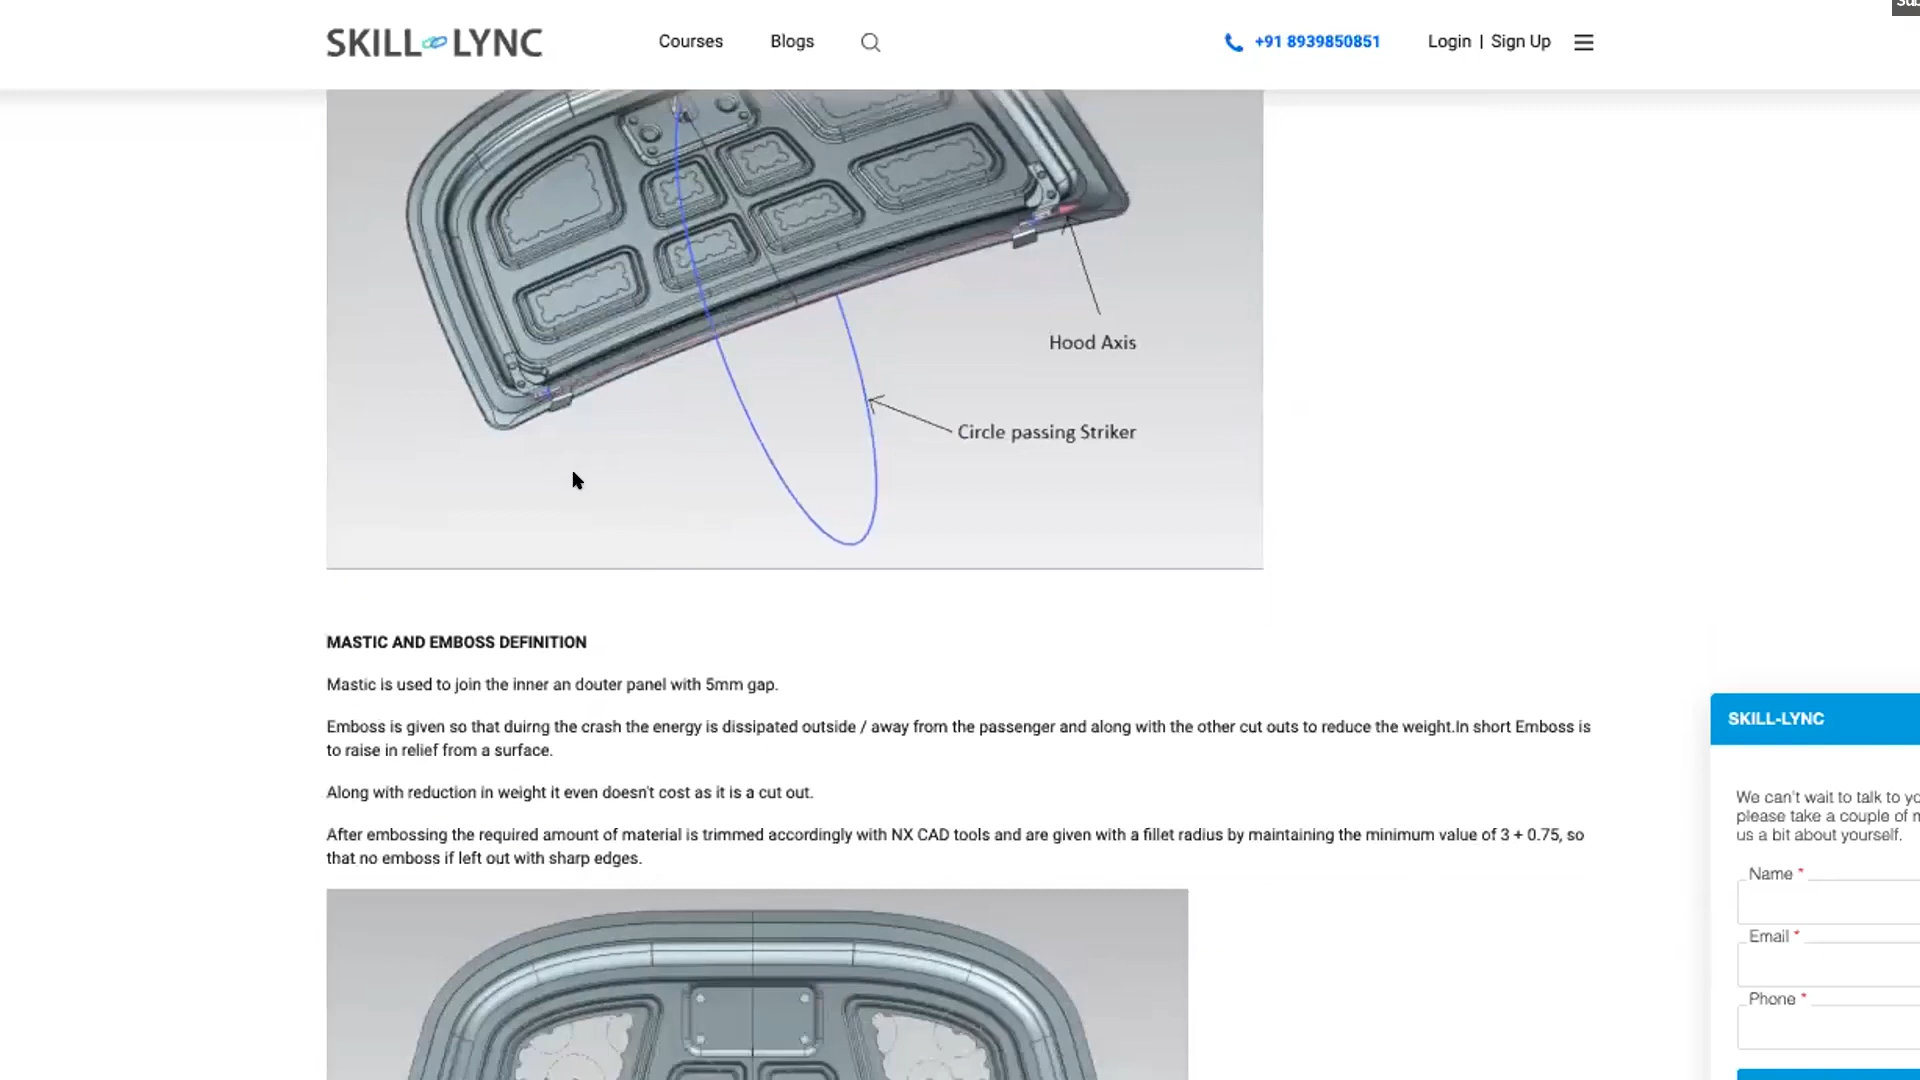 Sub
SKILL LYNC
Courses
Blogs
+91 8939850851
Login | Sign Up
Hood Axis
Circle passing Striker
MASTIC AND EMBOSS DEFINITION
Mastic is used to join the inner an douter panel with 5mm gap.
Emboss is given so that duirng the crash the energy is dissipated outside / away from the passenger and along with the other cut outs to reduce the weight.In short Emboss is
to raise in relief from a surface.
Along with reduction in weight it even doesn't cost as it is a cut out.
After embossing the required amount of material is trimmed accordingly with NX CAD tools and are given with a fillet radius by maintaining the minimum value of 3 + 0.75, so
that no emboss if left out with sharp edges.
SKILL-LYNC
We can't wait to talk to yo
please take a couple of m
us a bit about yourself.
Name *
Email *
Phone *